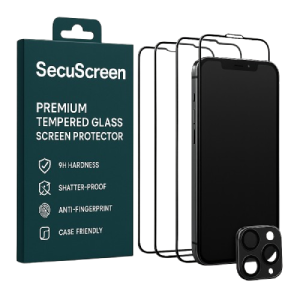 SecuScreen
PREMIUM
TEMPERED GLASS
SCREEN PROTECTOR
9H HARDNESS
SHATTER-PROOF
ANTI-FINGERPRINT
CASE FRIENDLY